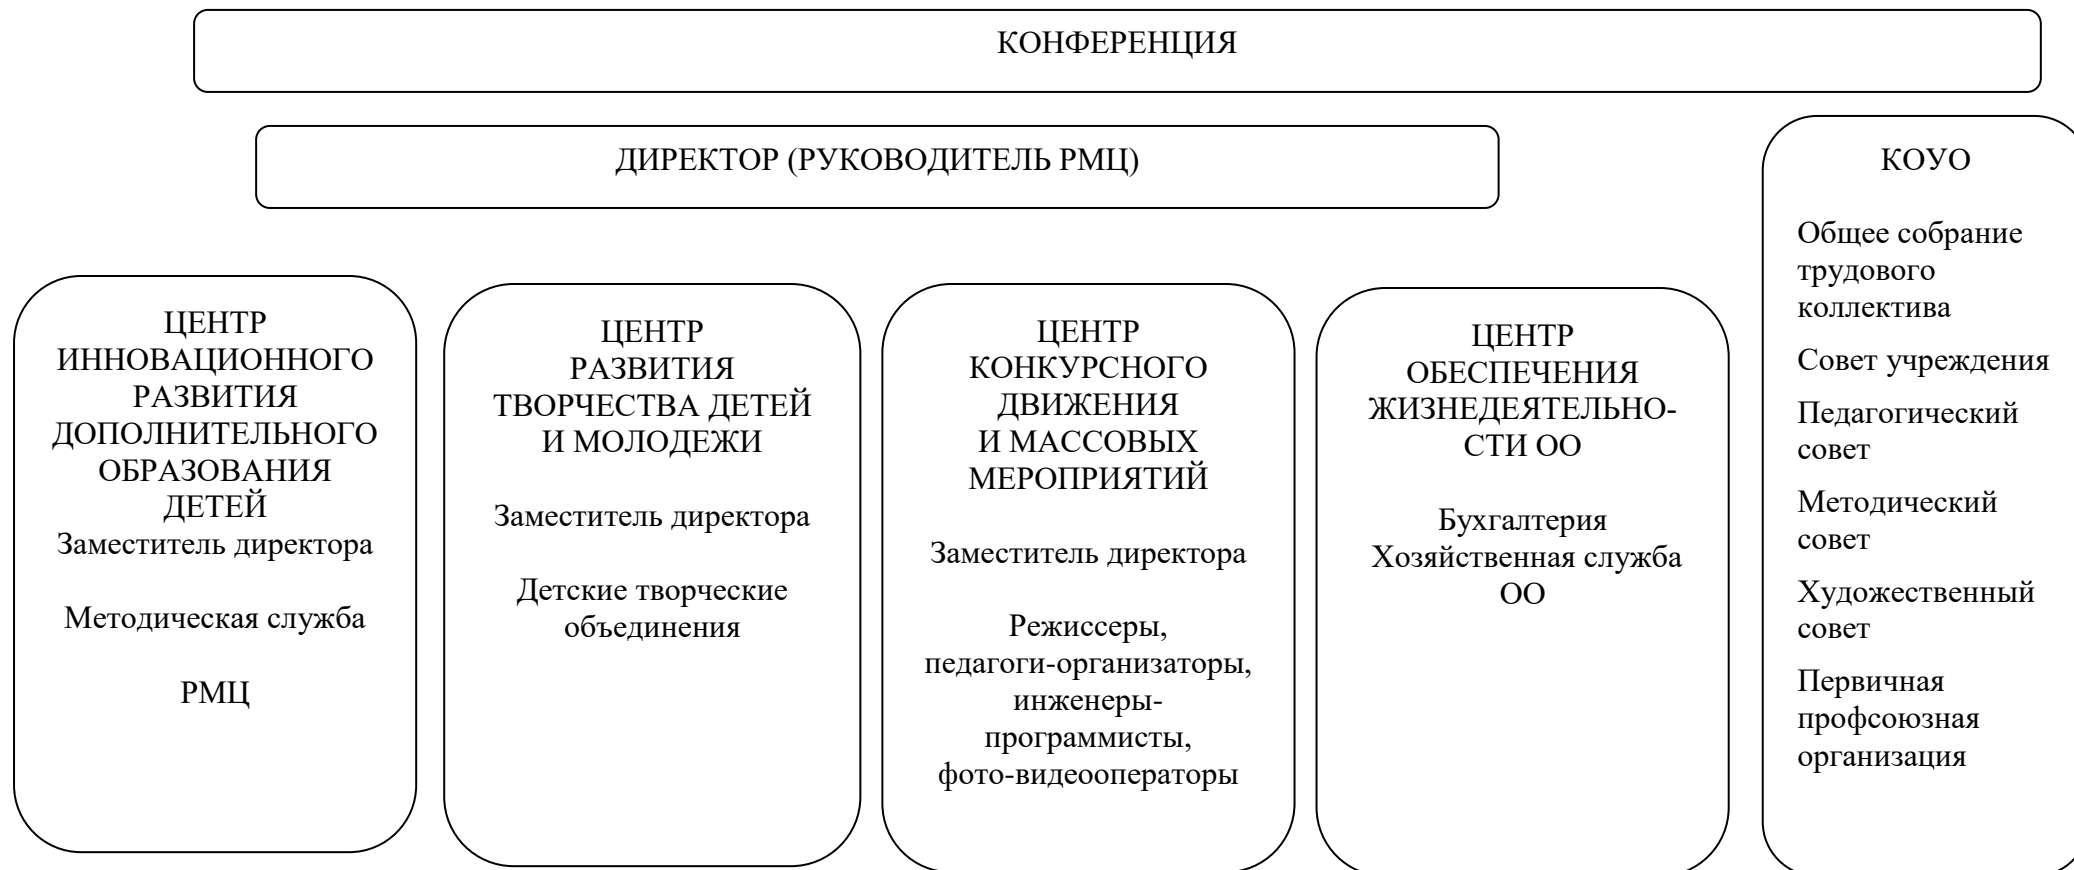 КОНФЕРЕНЦИЯ
ДИРЕКТОР (РУКОВОДИТЕЛЬ РМЦ)
ЦЕНТР
ИННОВАЦИОННОГО
РАЗВИТИЯ
ДОПОЛНИТЕЛЬНОГО
ОБРАЗОВАНИЯ
ДЕТЕЙ
Заместитель директора
Методическая служба
РМЦ
ЦЕНТР
РАЗВИТИЯ
ТВОРЧЕСТВА ДЕТЕЙ
И МОЛОДЕЖИ
Заместитель директора
Детские творческие
объединения
ЦЕНТР
КОНКУРСНОГО
ДВИЖЕНИЯ
И МАССОВЫХ
МЕРОПРИЯТИЙ
Заместитель директора
Режиссеры,
педагоги-организаторы,
инженеры-
программисты,
фото-видеооператоры
ЦЕНТР
ОБЕСПЕЧЕНИЯ
ЖИЗНЕДЕЯТЕЛЬНО-
СТИ ОО
Бухгалтерия
Хозяйственная служба
ОО
КОУО
Общее собрание
трудового
коллектива
Совет учреждения
Педагогический
совет
Методический
совет
Художественный
совет
Первичная
профсоюзная
организация